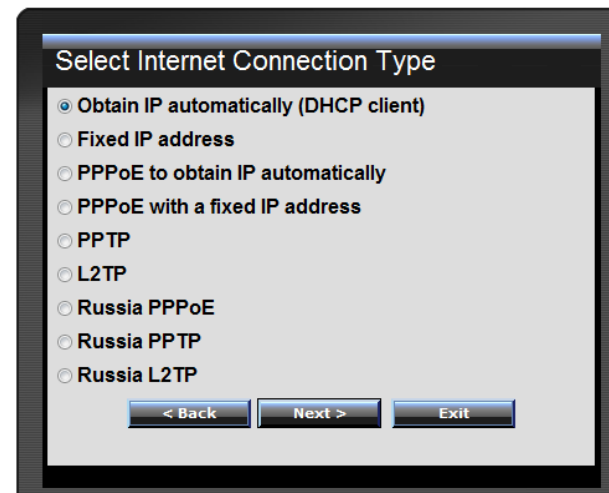 Select Internet Connection Type
Obtain IP automatically (DHCP client)
Fixed IP address
PPPoE to obtain IP automatically
PPPoE with a fixed IP address
PPTP
L2TP
Russia PPPoE
Russia PPTP
Russia L2TP
< Back Next > Exit